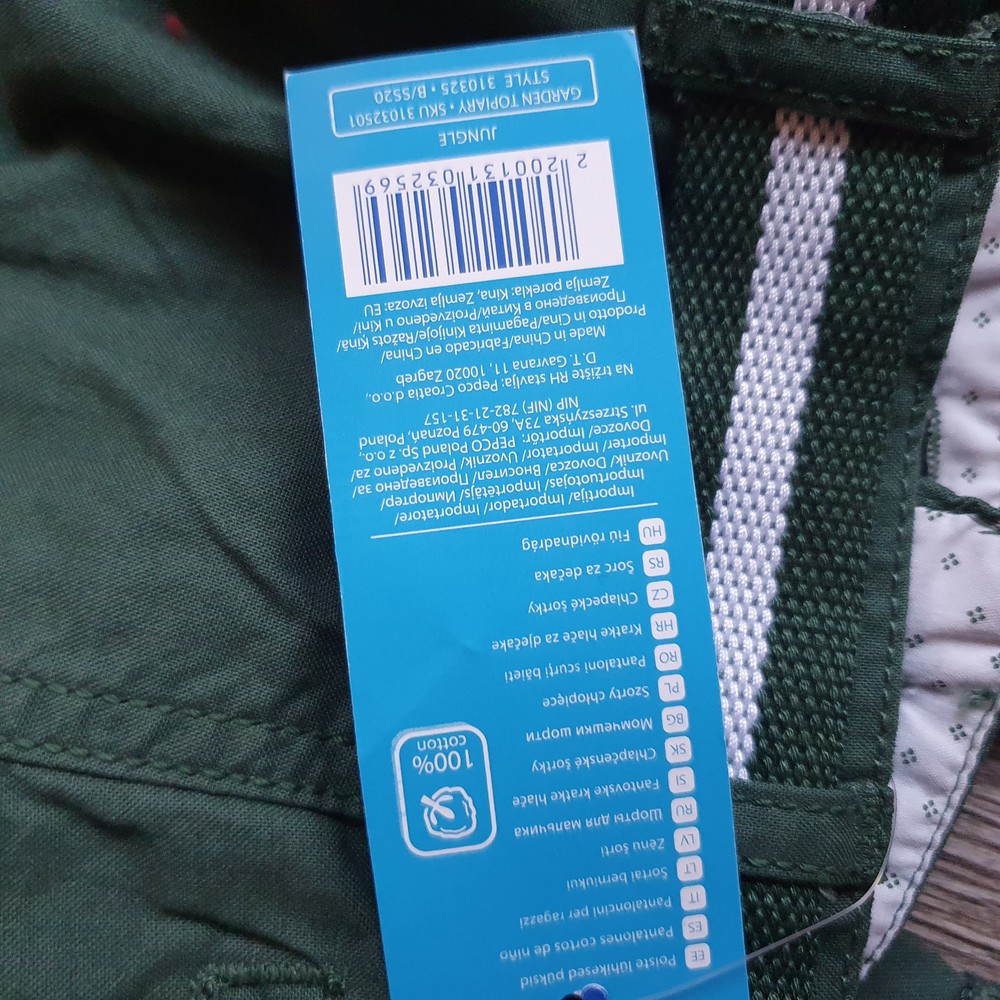 EE Poiste lühikesed püksid
ES Pantalones cortos de niño
IT Pantaloncini per ragazzi
LT Šortai berniukui
LV Zēnu šorti
RU Шорты для мальчика
SI Fantovske kratke hlače
SK Chlapčenské šortky
BG Момчешки шорти
PL Szorty chłopięce
RO Pantaloni scurți băieti
HR Kratke hlače za dječake
CZ Chlapecké šortky
RS Šorc za dečaka
HU Fiú rövidnadrág
100%
cotton
Importija/ Importador/ Importatore/
Importuotojas/ Importētājs/ Импортер/
Uvoznik/ Dovozca/ Вносител/ Произведено за/
Importer/ Importator/ Uvoznik/ Proizvedeno za/
Dovozce/ Importőr: PEPCO Poland Sp. z o.o.,
ul. Strzeszyńska 73A, 60-479 Poznań, Poland
NIP (NIF) 782-21-31-157
Na tržište RH stavlja: Pepco Croatia d.o.o.,
D.T. Gavrana 11, 10020 Zagreb
Made in China/Fabricado en China/
Prodotto in Cina/Pagaminta Kinijoje/Ražots Ķīnā/
Произведено в Китай/Proizvedeno u Kini/
Zemlja porekla: Kina, Zemlja izvoza: EU
2 200131 032569
JUNGLE
GARDEN TOPIARY • SKU 31032501
STYLE 310325 • B/SS20